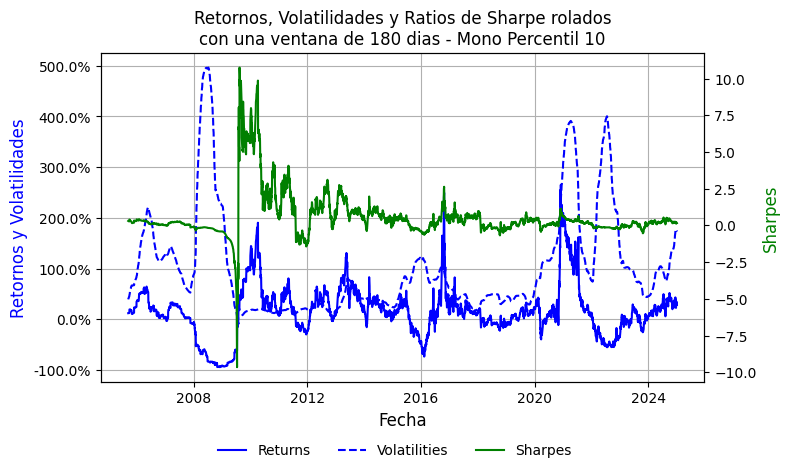 Retornos, Volatilidades y Ratios de Sharpe rolados
con una ventana de 180 dias - Mono Percentil 10
Retornos y Volatilidades
500.0%
400.0%
300.0%
200.0%
100.0%
0.0%
-100.0%
10.0
7.5
5.0
2.5
0.0
−2.5
−5.0
−7.5
−10.0
Sharpes
2008
2012
2016
2020
2024
Fecha
Returns
Volatilities
Sharpes